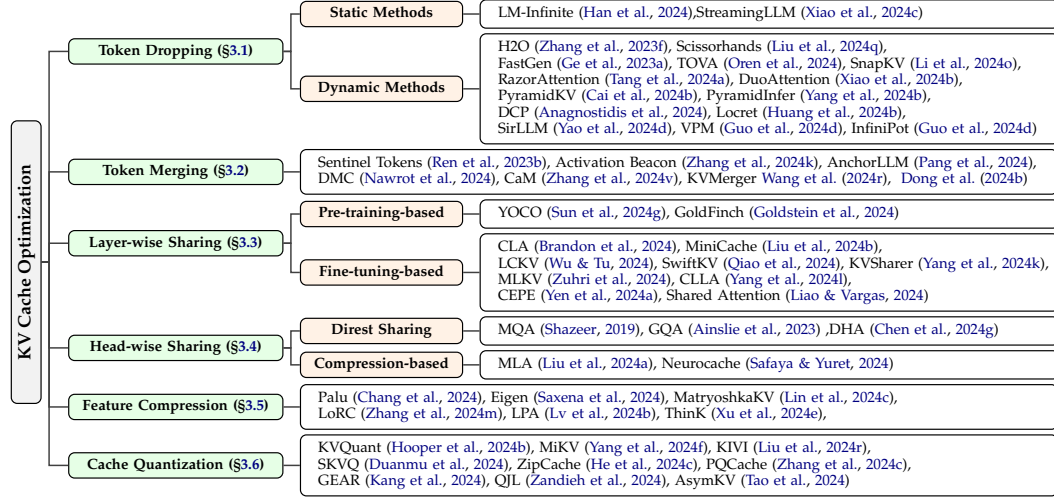 KV Cache Optimization
Token Dropping (§3.1)
Static Methods
LM-Infinite (Han et al., 2024),StreamingLLM (Xiao et al., 2024c)
Dynamic Methods
H2O (Zhang et al., 2023f), Scissorhands (Liu et al., 2024q),
FastGen (Ge et al., 2023a), TOVA (Oren et al., 2024), SnapKV (Li et al., 2024o),
RazorAttention (Tang et al., 2024a), DuoAttention (Xiao et al., 2024b),
PyramidKV (Cai et al., 2024b), PyramidInfer (Yang et al., 2024b),
DCP (Anagnostidis et al., 2024), Locret (Huang et al., 2024b),
SirLLM (Yao et al., 2024d), VPM (Guo et al., 2024d), InfiniPot (Guo et al., 2024d)
Token Merging (§3.2)
Sentinel Tokens (Ren et al., 2023b), Activation Beacon (Zhang et al., 2024k), AnchorLLM (Pang et al., 2024),
DMC (Nawrot et al., 2024), CaM (Zhang et al., 2024v), KVMerger Wang et al. (2024r), Dong et al. (2024b)
Layer-wise Sharing (§3.3)
Pre-training-based
YOCO (Sun et al., 2024g), GoldFinch (Goldstein et al., 2024)
Fine-tuning-based
CLA (Brandon et al., 2024), MiniCache (Liu et al., 2024b),
LCKV (Wu & Tu, 2024), SwiftKV (Qiao et al., 2024), KVSharer (Yang et al., 2024k),
MLKV (Zuhri et al., 2024), CLLA (Yang et al., 2024l),
CEPE (Yen et al., 2024a), Shared Attention (Liao & Vargas, 2024)
Head-wise Sharing (§3.4)
Direst Sharing
MQA (Shazeer, 2019), GQA (Ainslie et al., 2023) ,DHA (Chen et al., 2024g)
Compression-based
MLA (Liu et al., 2024a), Neurocache (Safaya & Yuret, 2024)
Feature Compression (§3.5)
Palu (Chang et al., 2024), Eigen (Saxena et al., 2024), MatryoshkaKV (Lin et al., 2024c),
LoRC (Zhang et al., 2024m), LPA (Lv et al., 2024b), ThinK (Xu et al., 2024e),
Cache Quantization (§3.6)
KVQuant (Hooper et al., 2024b), MiKV (Yang et al., 2024f), KIVI (Liu et al., 2024r),
SKVQ (Duanmu et al., 2024), ZipCache (He et al., 2024c), PQCache (Zhang et al., 2024c),
GEAR (Kang et al., 2024), QJL (Zandieh et al., 2024), AsymKV (Tao et al., 2024)